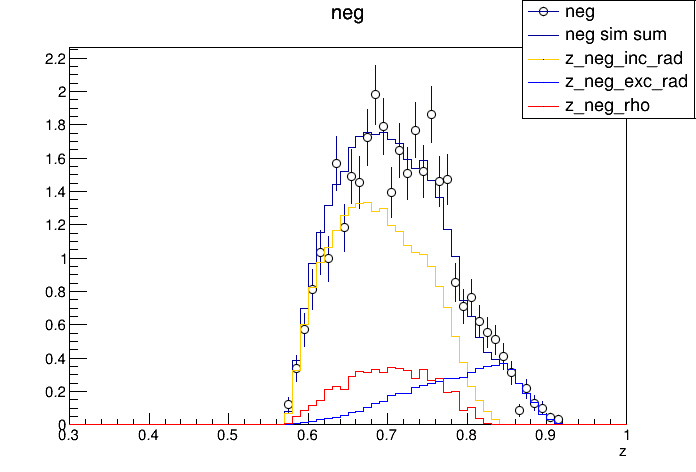 neg
neg
neg sim sum
z_neg_inc_rad
z_neg_exc_rad
z_neg_rho
2.2
2
1.8
1.6
1.4
1.2
1
0.8
0.6
0.4
0.2
0
0.3 0.4 0.5 0.6 0.7 0.8 0.9 1
z